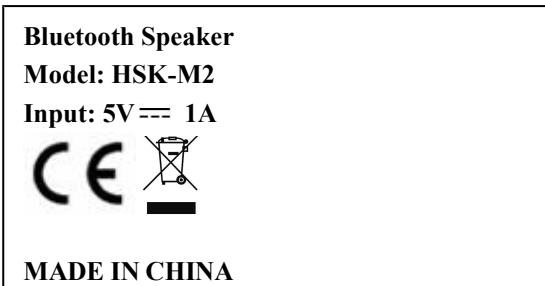 Bluetooth Speaker
Model: HSK-M2
Input: 5V⎓ 1A
CE
MADE IN CHINA